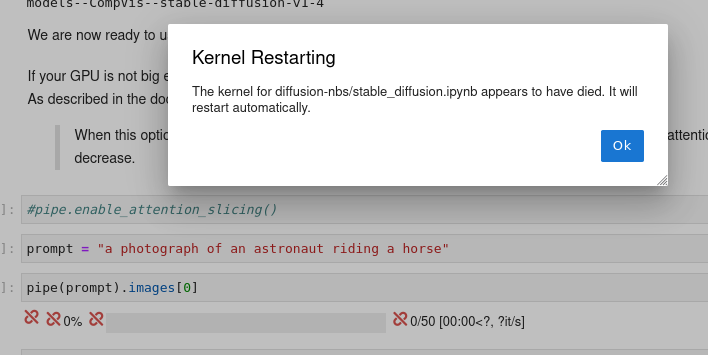 models--CompVis--stable-diffusion-v1-4
We are now ready to u
Kernel Restarting
If your GPU is not big e
The kernel for diffusion-nbs/stable_diffusion.ipynb appears to have died. It will
As described in the doc
restart automatically.
When this optio
attentio
decrease.
Ok
]: #pipe.enable_attention_slicing()
]: prompt = "a photograph of an astronaut riding a horse"
]: pipe(prompt).images[0]
0% 0/50 [00:00<?, ?it/s]